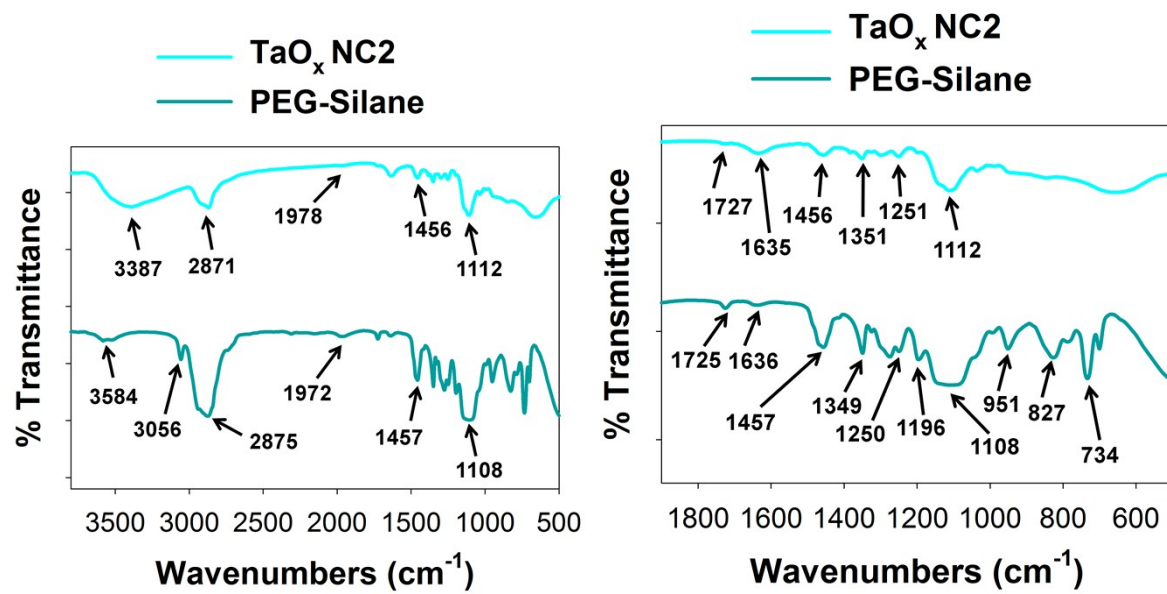 TaOx NC2
PEG-Silane
% Transmittance
3387
2871
1978
1456
1112
3584
3056
2875
1972
1457
1108
3500 3000 2500 2000 1500 1000 500
Wavenumbers (cm-1)
TaOx NC2
PEG-Silane
% Transmittance
1727
1635
1456
1351
1251
1112
1725
1636
1457
1349
1250
1196
1108
951
827
734
1800 1600 1400 1200 1000 800 600
Wavenumbers (cm-1)